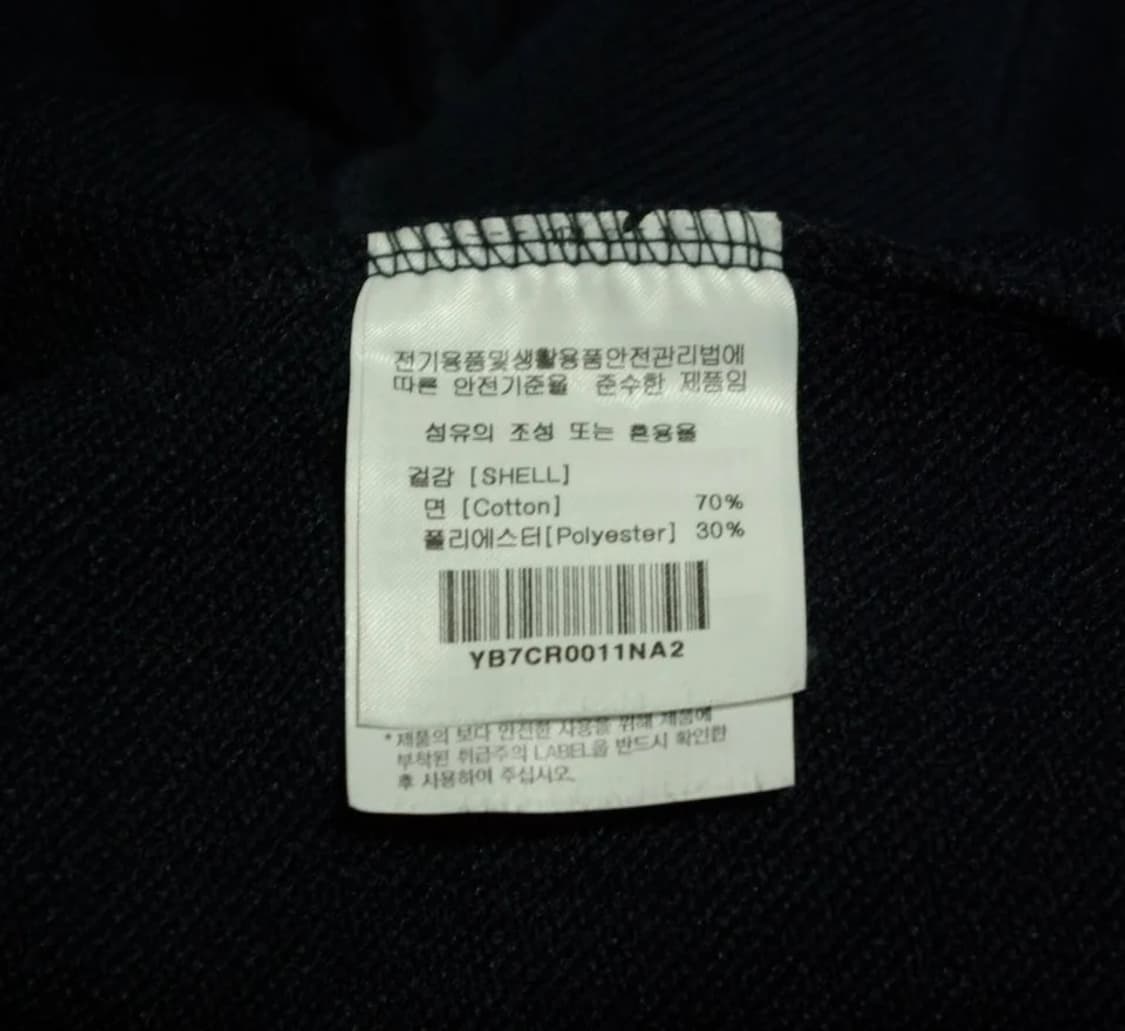 전기용품및생활용품안전관리법에
따른 안전기준을 준수한 제품임
섬유의 조성 또는 혼용율
겉감 [SHELL]
면 [Cotton] 70%
폴리에스터[Polyester] 30%
YB7CR0011NA2
*제품의 보다 안전한 사용을 위해 제품에
부착된 취급주의 LABEL을 반드시 확인한
후 사용하여 주십시오.